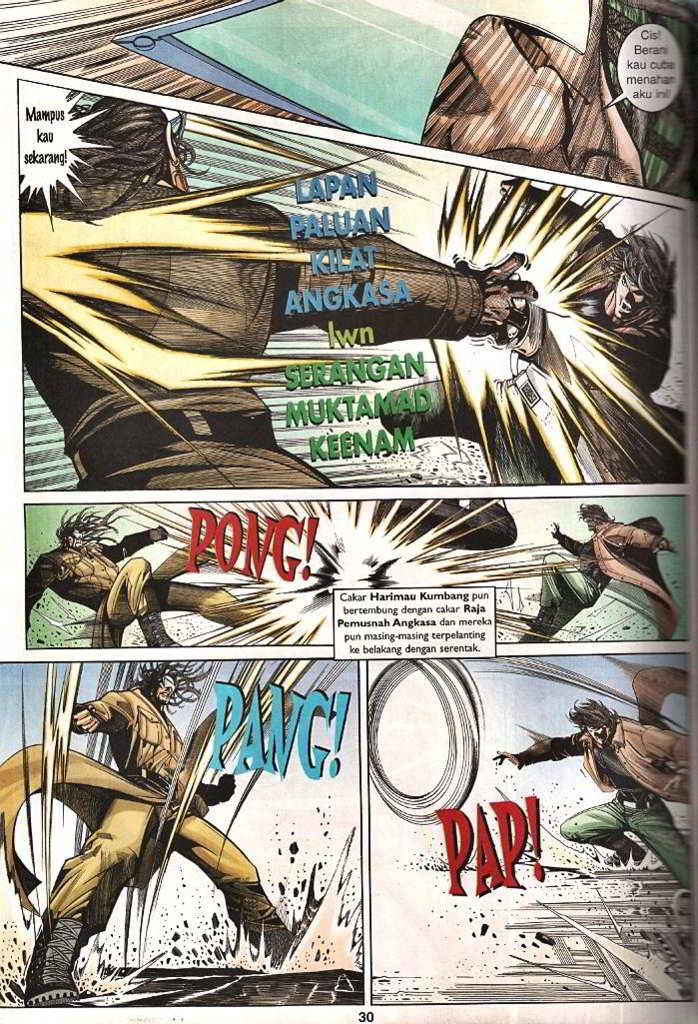 Cis!
Berani
kau cuba
menahan
aku ini!
Mampus
kau
sekarang!
LAPAN
PALUAN
KILAT
ANGKASA
lwn
SERANGAN
MUKTAMAD
KEENAM
PONG!
Cakar Harimau Kumbang pun
bertembung dengan cakar Raja
Pemusnah Angkasa dan mereka
pun masing-masing terpelanting
ke belakang dengan serentak.
PANG!
PAP!
30